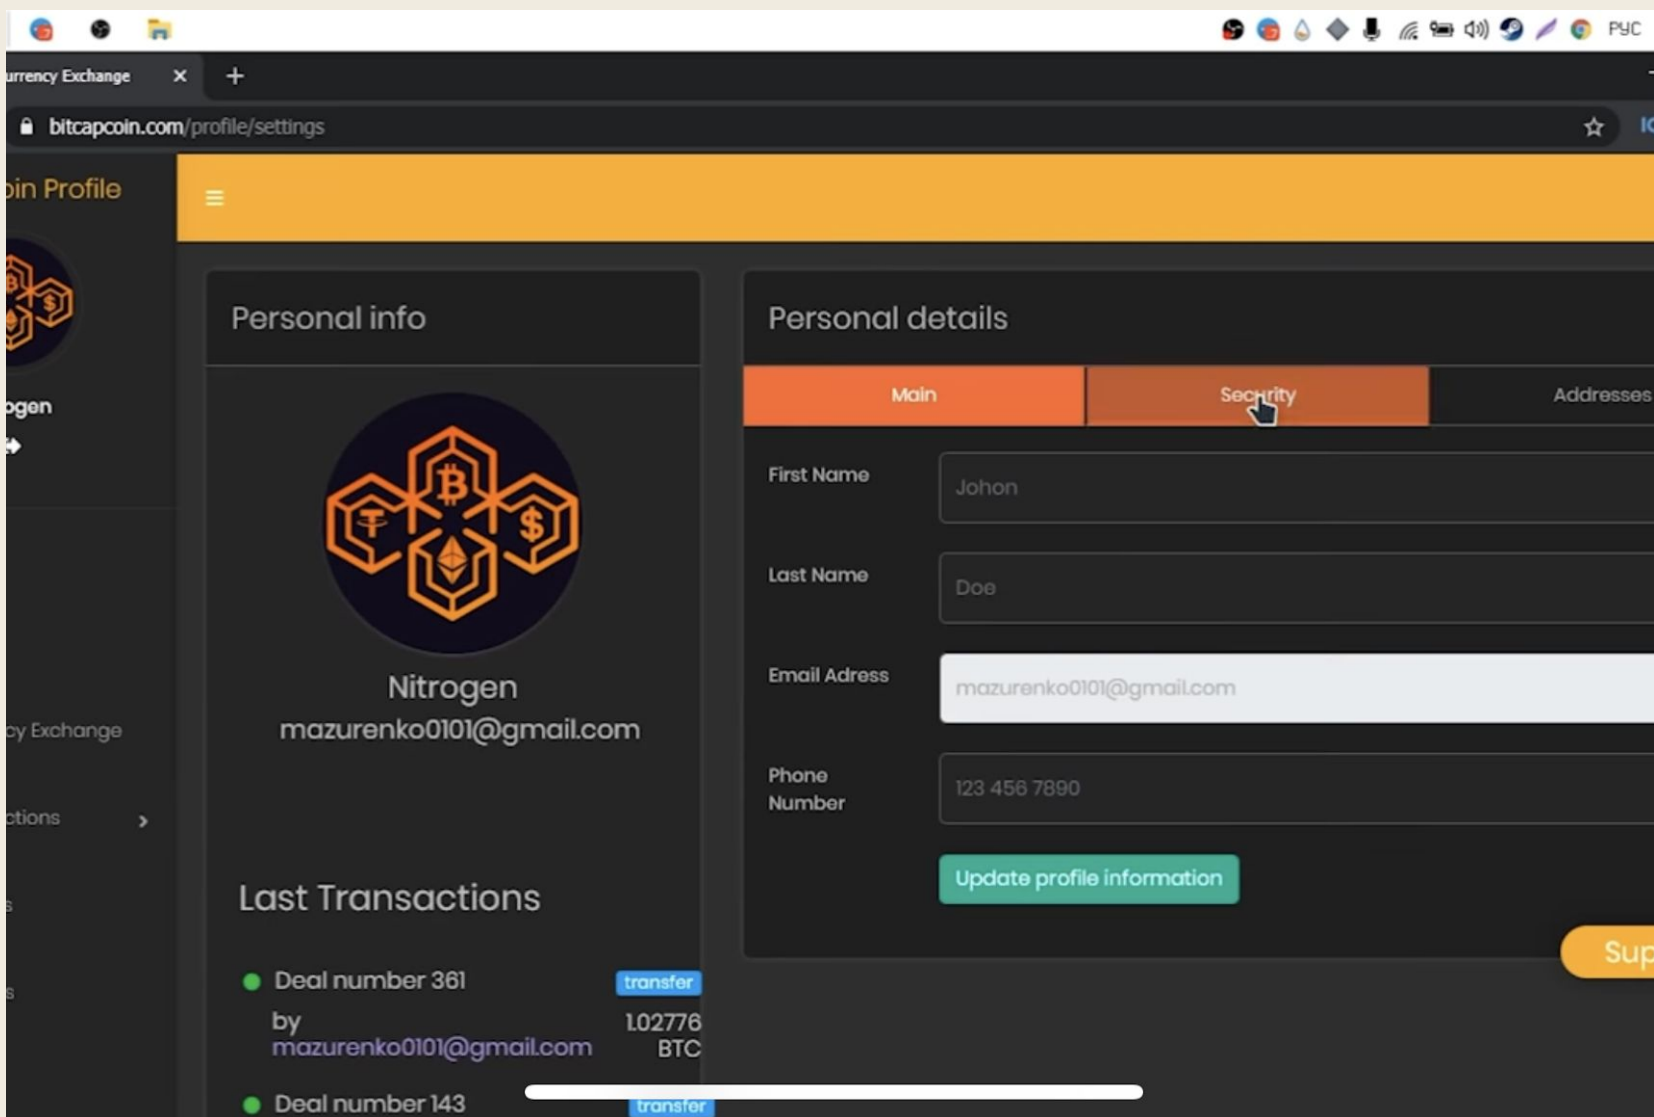 РУС
urrency Exchange
bitcapcoin.com/profile/settings
oin Profile
ogen
cy Exchange
ctions
s
s
Personal info
Nitrogen
mazurenko0101@gmail.com
Last Transactions
Deal number 361 transfer
by 1.02776
mazurenko0101@gmail.com BTC
Deal number 143 transfer
Personal details
Main Security Addresses
First Name Johon
Last Name Doe
Email Adress mazurenko0101@gmail.com
Phone
Number
123 456 7890
Update profile information
Sup